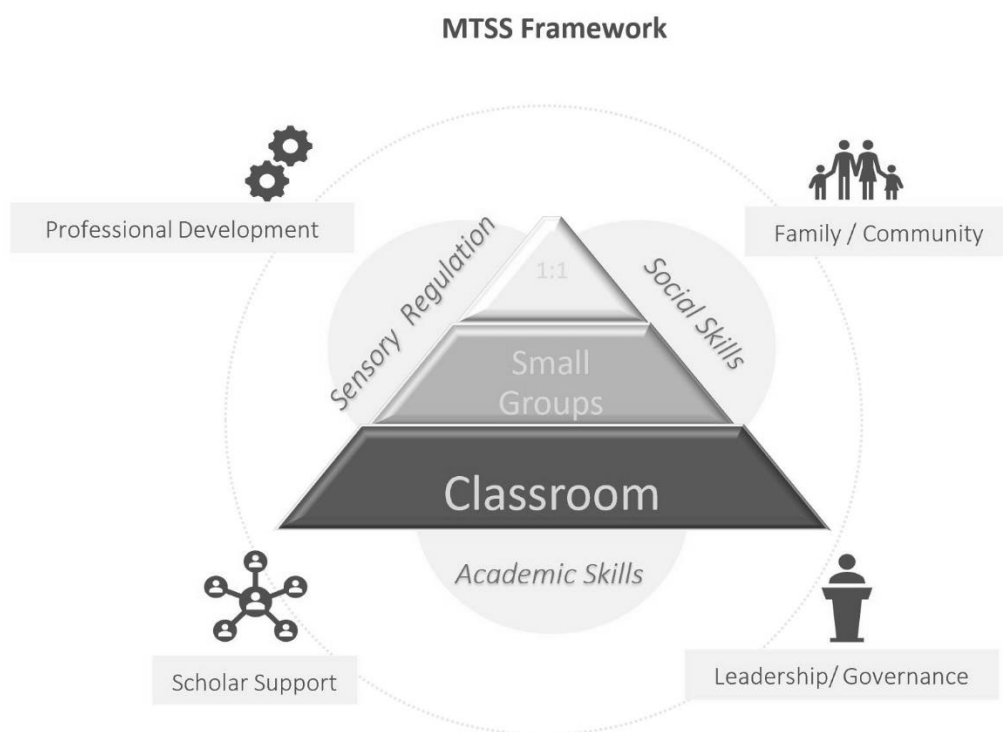 MTSS Framework
Professional Development
Family / Community
Sensory Regulation
Social Skills
1:1
Small
Groups
Classroom
Academic Skills
Scholar Support
Leadership/ Governance